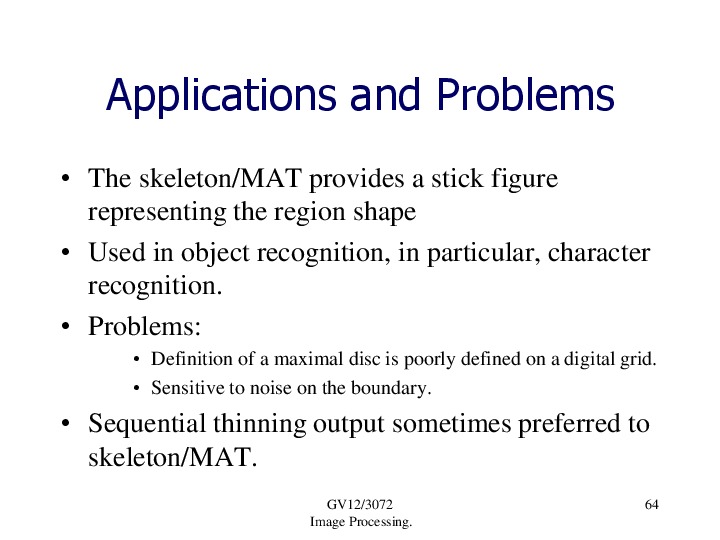 Applications and Problems
• The skeleton/MAT provides a stick figure
representing the region shape
• Used in object recognition, in particular, character
recognition.
• Problems:
• Definition of a maximal disc is poorly defined on a digital grid.
• Sensitive to noise on the boundary.
• Sequential thinning output sometimes preferred to
skeleton/MAT.
GV12/3072
Image Processing.
64